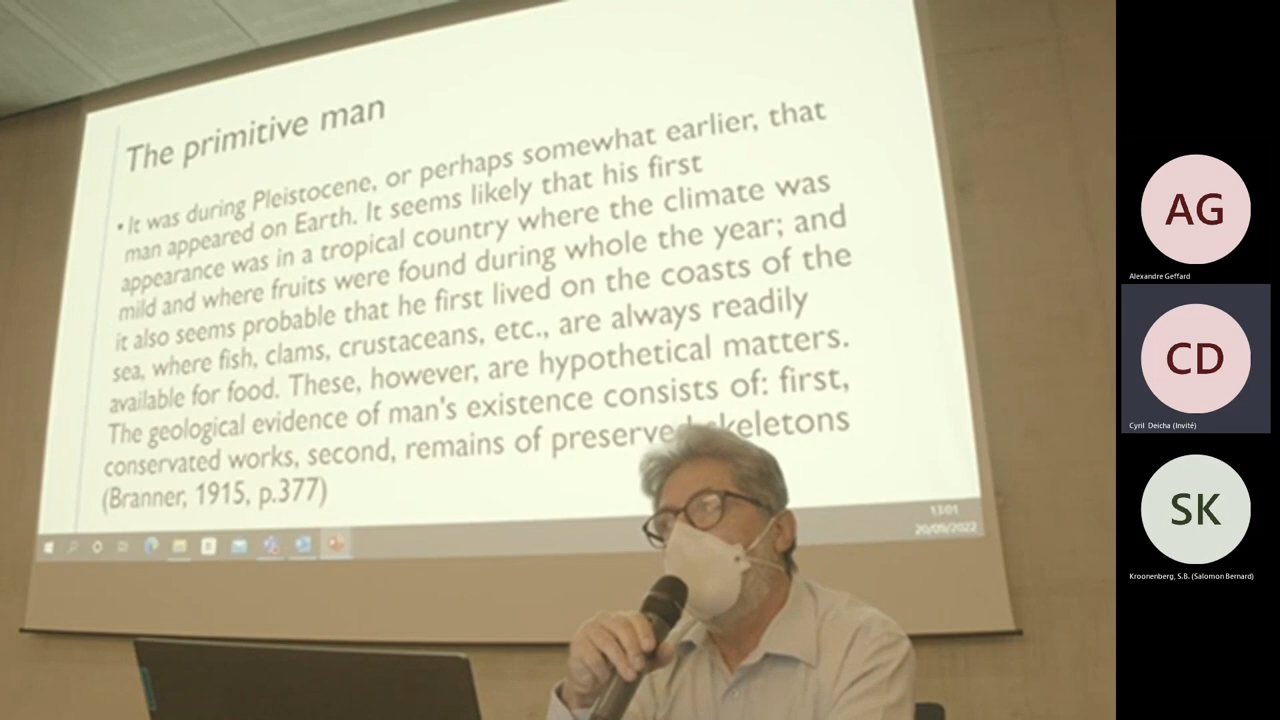 The primitive man
• It was during Pleistocene, or perhaps somewhat earlier, that
man appeared on Earth. It seems likely that his first
appearance was in a tropical country where the climate was
mild and where fruits were found during whole the year; and
it also seems probable that he first lived on the coasts of the
sea, where fish, clams, crustaceans, etc., are always readily
available for food. These, however, are hypothetical matters.
The geological evidence of man's existence consists of: first,
conservated works, second, remains of preserved skeletons
(Branner, 1915, p.377)
13:01
20/09/2022
AG
Alexandre Geffard
CD
Cyril Deicha (Invité)
SK
Kroonenberg, S.B. (Salomon Bernard)